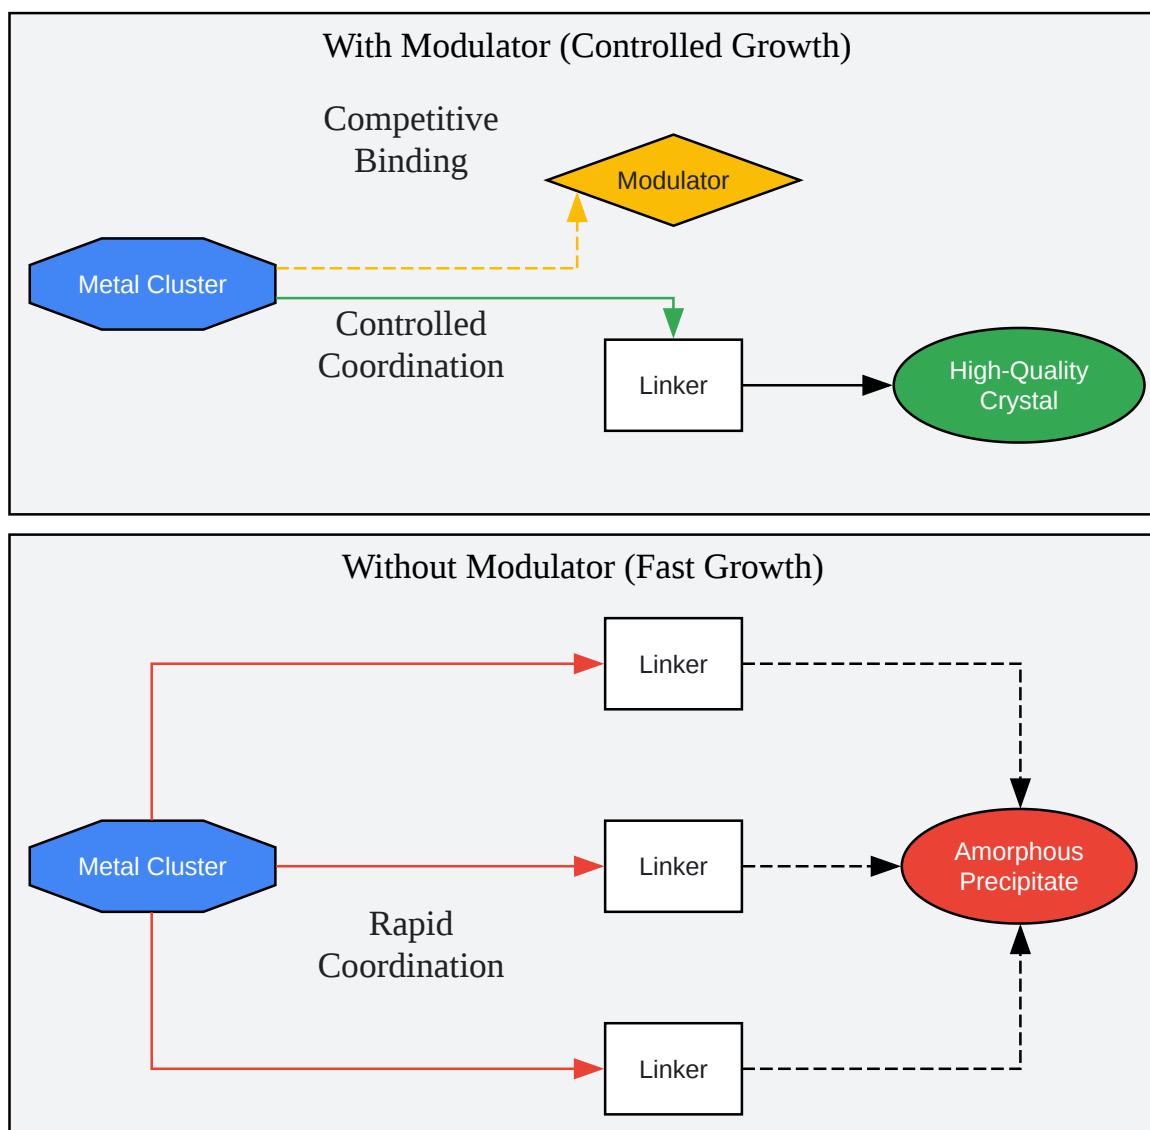 With Modulator (Controlled Growth)
Competitive
Binding
Modulator
Metal Cluster
Controlled
Coordination
Linker
High-Quality
Crystal
Without Modulator (Fast Growth)
Linker
Metal Cluster
Linker
Amorphous
Precipitate
Rapid
Coordination
Linker